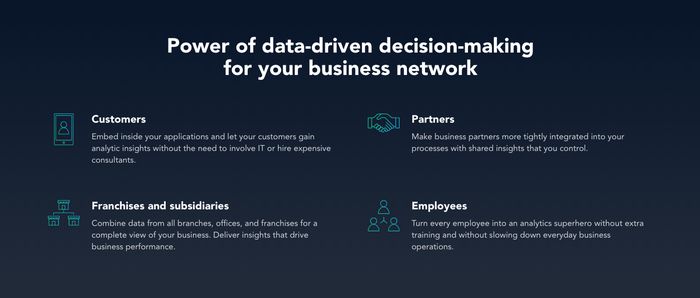 Power of data-driven decision-making
for your business network
Customers
Embed inside your applications and let your customers gain
analytic insights without the need to involve IT or hire expensive
consultants.
Partners
Make business partners more tightly integrated into your
processes with shared insights that you control.
Franchises and subsidiaries
Combine data from all branches, offices, and franchises for a
complete view of your business. Deliver insights that drive
business performance.
Employees
Turn every employee into an analytics superhero without extra
training and without slowing down everyday business
operations.